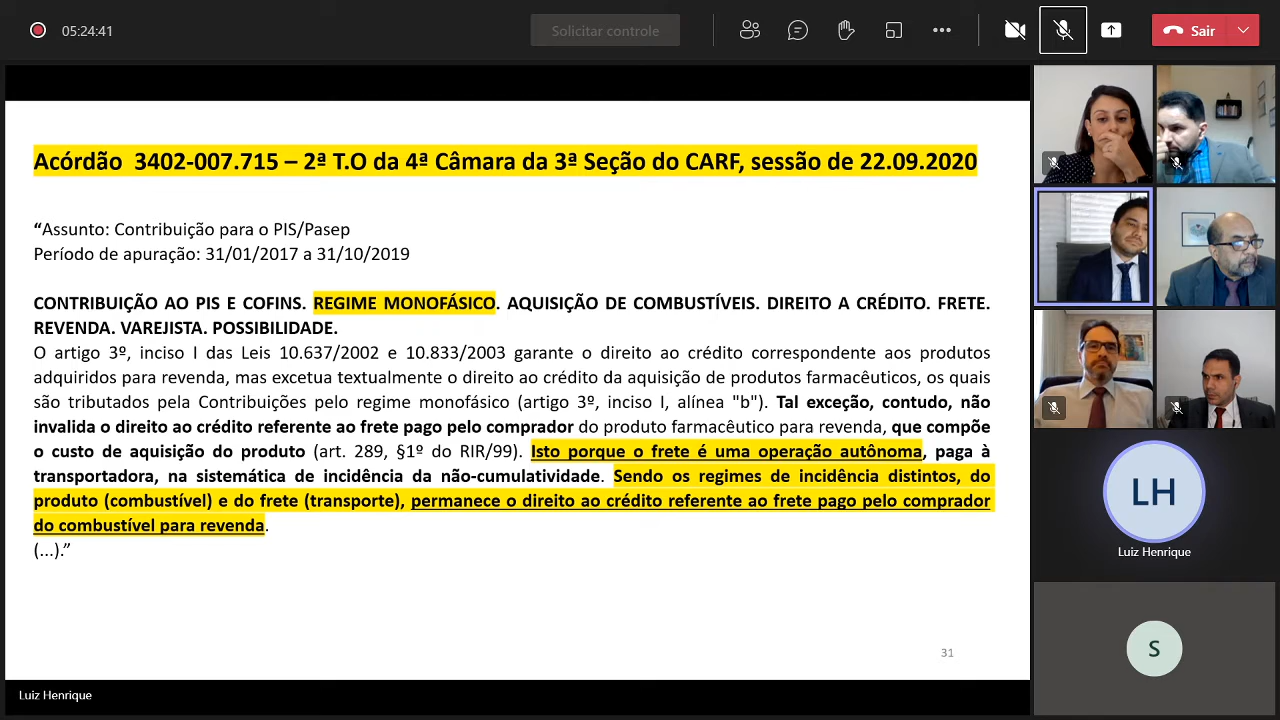 05:24:41
Solicitar controle
Sair
Acórdão 3402-007.715 – 2ª T.O da 4ª Câmara da 3ª Seção do CARF, sessão de 22.09.2020
“Assunto: Contribuição para o PIS/Pasep
Período de apuração: 31/01/2017 a 31/10/2019
CONTRIBUIÇÃO AO PIS E COFINS. REGIME MONOFÁSICO. AQUISIÇÃO DE COMBUSTÍVEIS. DIREITO A CRÉDITO. FRETE.
REVENDA. VAREJISTA. POSSIBILIDADE.
O artigo 3º, inciso I das Leis 10.637/2002 e 10.833/2003 garante o direito ao crédito correspondente aos produtos
adquiridos para revenda, mas excetua textualmente o direito ao crédito da aquisição de produtos farmacêuticos, os quais
são tributados pela Contribuições pelo regime monofásico (artigo 3º, inciso I, alínea "b"). Tal exceção, contudo, não
invalida o direito ao crédito referente ao frete pago pelo comprador do produto farmacêutico para revenda, que compõe
o custo de aquisição do produto (art. 289, §1º do RIR/99). Isto porque o frete é uma operação autônoma, paga à
transportadora, na sistemática de incidência da não-cumulatividade. Sendo os regimes de incidência distintos, do
produto (combustível) e do frete (transporte), permanece o direito ao crédito referente ao frete pago pelo comprador
do combustível para revenda.
(...).”
31
Luiz Henrique
LH
Luiz Henrique
S